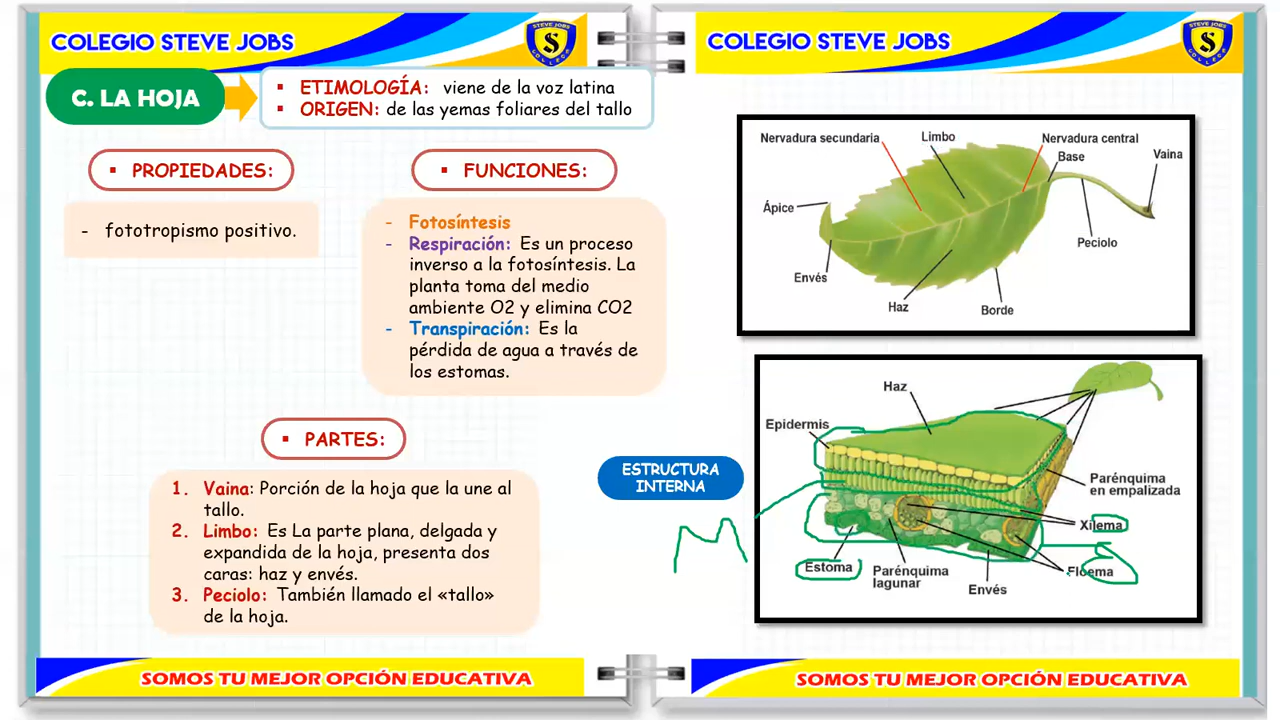 COLEGIO STEVE JOBS
S
COLLEGE
C. LA HOJA
▪ ETIMOLOGÍA: viene de la voz latina
▪ ORIGEN: de las yemas foliares del tallo
▪ PROPIEDADES:
- fototropismo positivo.
▪ FUNCIONES:
- Fotosíntesis
- Respiración: Es un proceso
inverso a la fotosíntesis. La
planta toma del medio
ambiente O2 y elimina CO2
- Transpiración: Es la
pérdida de agua a través de
los estomas.
▪ PARTES:
1. Vaina: Porción de la hoja que la une al
tallo.
2. Limbo: Es La parte plana, delgada y
expandida de la hoja, presenta dos
caras: haz y envés.
3. Peciolo: También llamado el «tallo»
de la hoja.
SOMOS TU MEJOR OPCIÓN EDUCATIVA
COLEGIO STEVE JOBS
S
COLLEGE
Nervadura secundaria
Limbo
Nervadura central
Base
Vaina
Ápice
Peciolo
Envés
Haz
Borde
ESTRUCTURA
INTERNA
Haz
Epidermis
Parénquima
en empalizada
Xilema
Estoma
Parénquima
lagunar
Floema
Envés
M
SOMOS TU MEJOR OPCIÓN EDUCATIVA